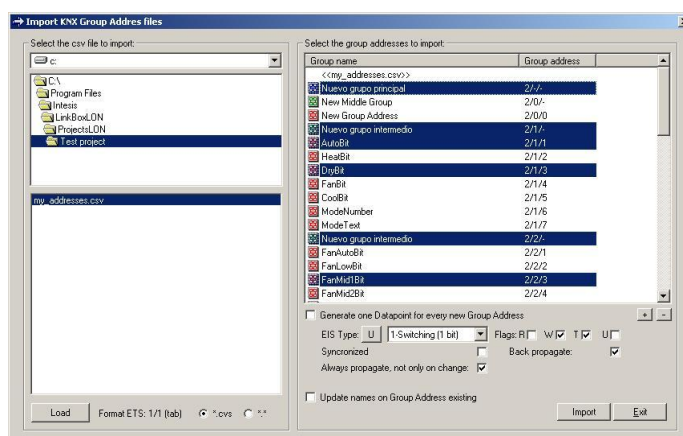 Import KNX Group Addres files
Select the csv file to import:
c:
C:\
Program Files
Intesis
LinkBoxLON
ProjectsLON
Test project
my_addresses.csv
Load Format ETS: 1/1 (tab) *.cvs *.*
Select the group addresses to import:
Group name Group address
<<my_addresses.csv>>
Nuevo grupo principal 2/-/-
New Middle Group 2/0/-
New Group Address 2/0/0
Nuevo grupo intermedio 2/1/-
AutoBit 2/1/1
HeatBit 2/1/2
DryBit 2/1/3
FanBit 2/1/4
CoolBit 2/1/5
ModeNumber 2/1/6
ModeText 2/1/7
Nuevo grupo intermedio 2/2/-
FanAutoBit 2/2/1
FanLowBit 2/2/2
FanMid1Bit 2/2/3
FanMid2Bit 2/2/4
Generate one Datapoint for every new Group Address + -
EIS Type: U 1-Switching (1 bit) Flags: R W T U
Syncronized Back propagate:
Always propagate, not only on change:
Update names on Group Address existing
Import Exit